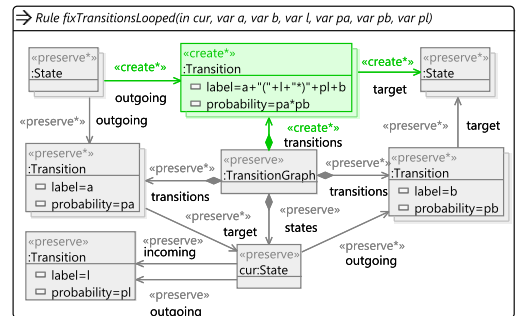 Rule fixTransitionsLooped(in cur, var a, var b, var l, var pa, var pb, var pl)
«preserve*»
:State
«create*»
outgoing
«create*»
:Transition
label=a+"("+l+"*)"+pl+b
probability=pa*pb
«create*»
target
«preserve*»
:State
«preserve*»
outgoing
«create*»
transitions
«preserve*»
target
«preserve*»
:Transition
label=a
probability=pa
«preserve*»
transitions
«preserve»
:TransitionGraph
«preserve*»
transitions
«preserve*»
:Transition
label=b
probability=pb
«preserve*»
target
«preserve»
states
«preserve*»
outgoing
«preserve»
:Transition
label=l
probability=pl
«preserve»
incoming
«preserve»
cur:State
«preserve»
outgoing